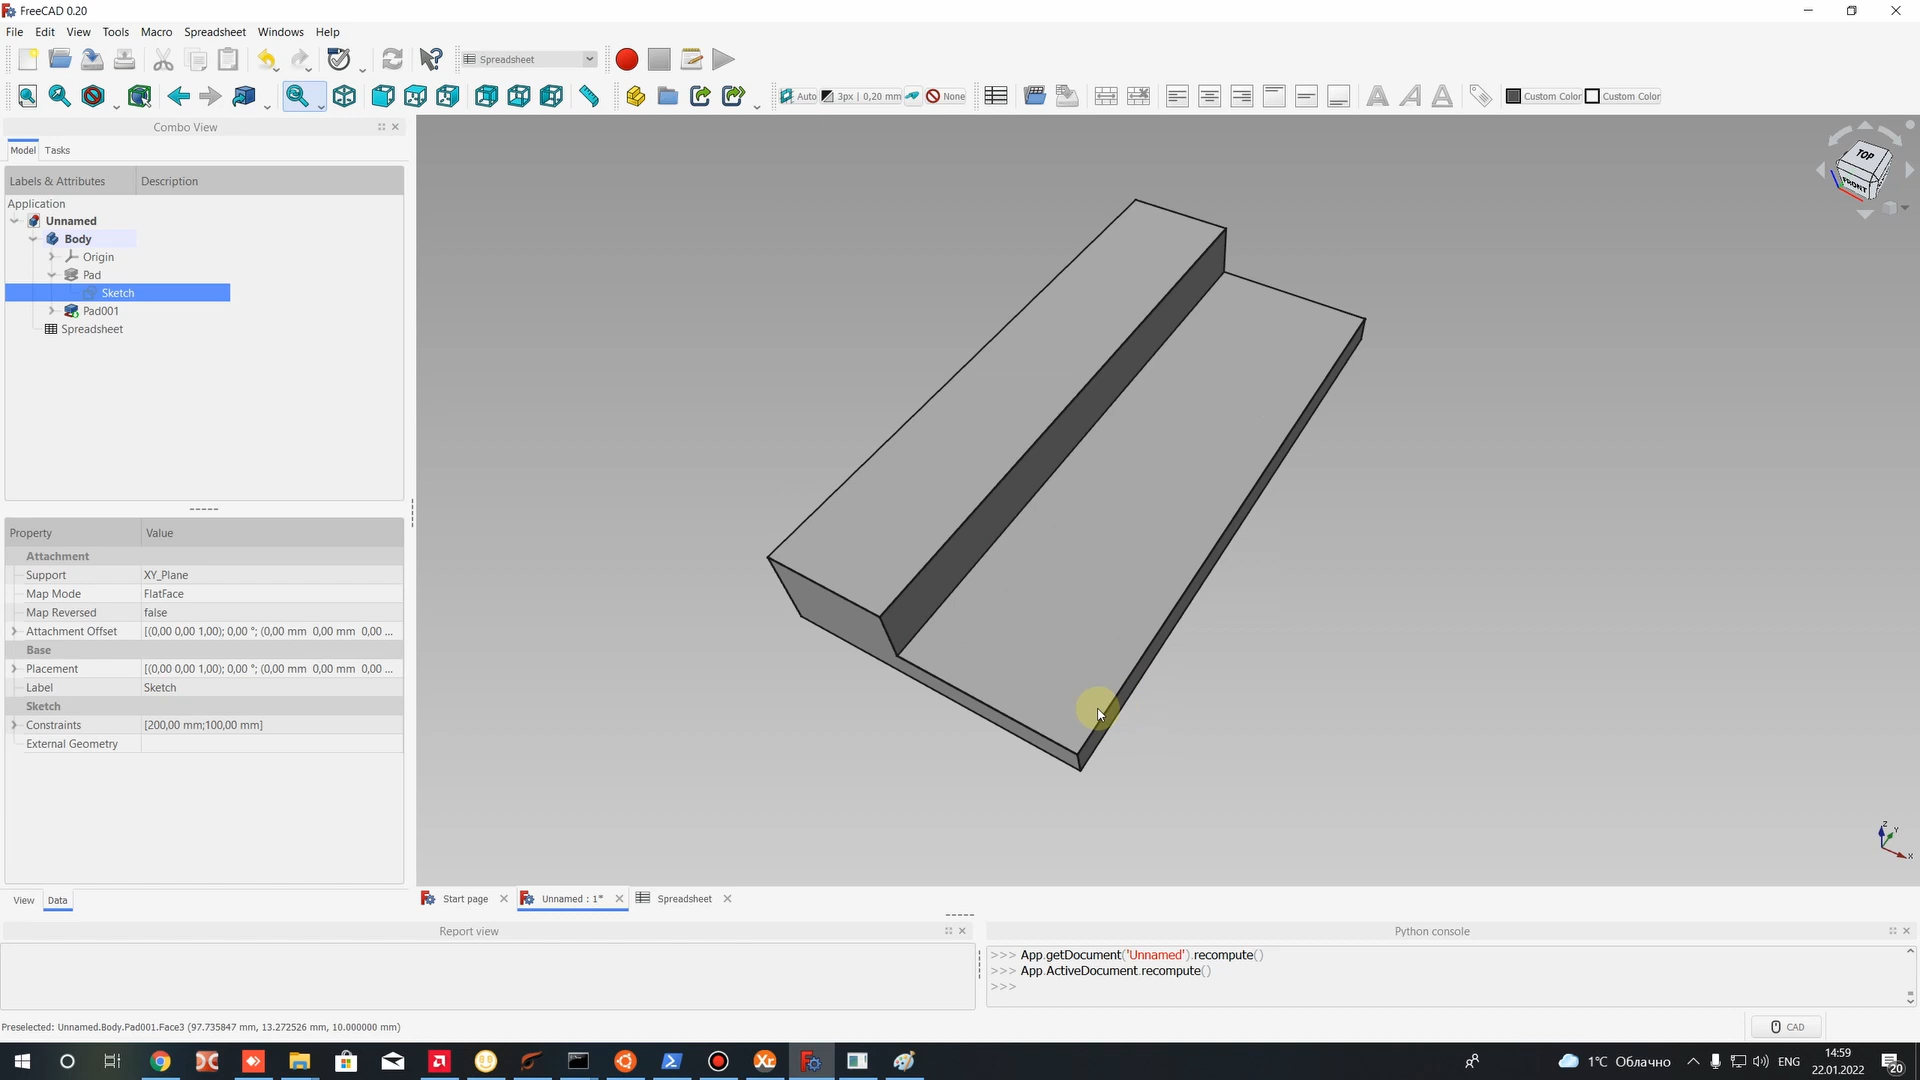 FreeCAD 0.20
File Edit View Tools Macro Spreadsheet Windows Help
Spreadsheet
Auto 3px | 0,20 mm None Custom Color Custom Color
Combo View
Model Tasks
Labels & Attributes Description
Application
Unnamed
Body
Origin
Pad
Sketch
Pad001
Spreadsheet
TOP
FRONT
Property Value
Attachment
Support XY_Plane
Map Mode FlatFace
Map Reversed false
Attachment Offset [(0,00 0,00 1,00); 0,00 °; (0,00 mm 0,00 mm 0,00 ...
Base
Placement [(0,00 0,00 1,00); 0,00 °; (0,00 mm 0,00 mm 0,00 ...
Label Sketch
Sketch
Constraints [200,00 mm;100,00 mm]
External Geometry
Z
Y
X
View Data
Start page Unnamed : 1* Spreadsheet
Report view
Python console
>>> App.getDocument('Unnamed').recompute()
>>> App.ActiveDocument.recompute()
>>>
Preselected: Unnamed.Body.Pad001.Face3 (97.735847 mm, 13.272526 mm, 10.000000 mm)
CAD
1°C Облачно ENG 14:59
22.01.2022
20